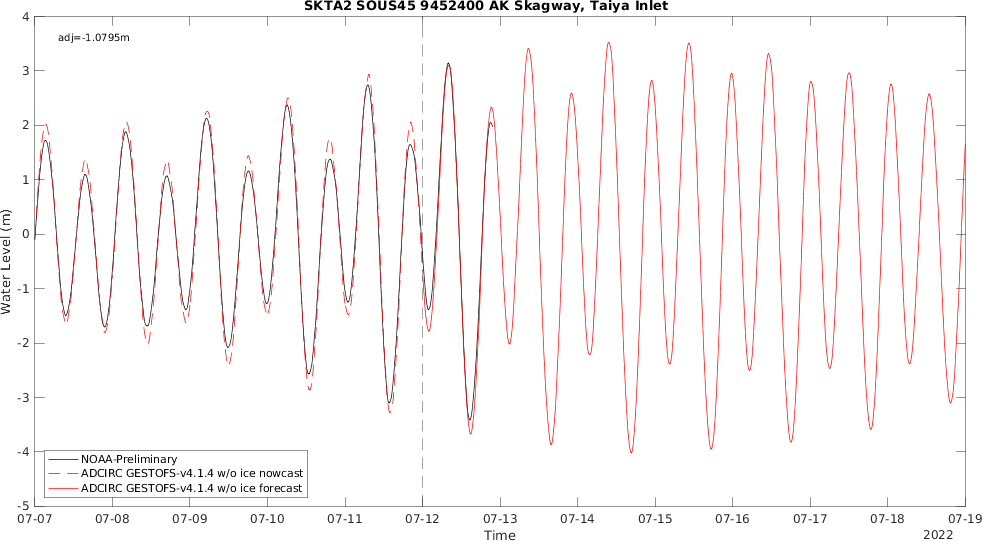 SKTA2 SOUS45 9452400 AK Skagway, Taiya Inlet
adj=-1.0795m
4
3
2
1
0
-1
-2
-3
-4
-5
Water Level (m)
NOAA-Preliminary
ADCIRC GESTOFS-v4.1.4 w/o ice nowcast
ADCIRC GESTOFS-v4.1.4 w/o ice forecast
07-07 07-08 07-09 07-10 07-11 07-12 07-13 07-14 07-15 07-16 07-17 07-18 07-19
Time
2022